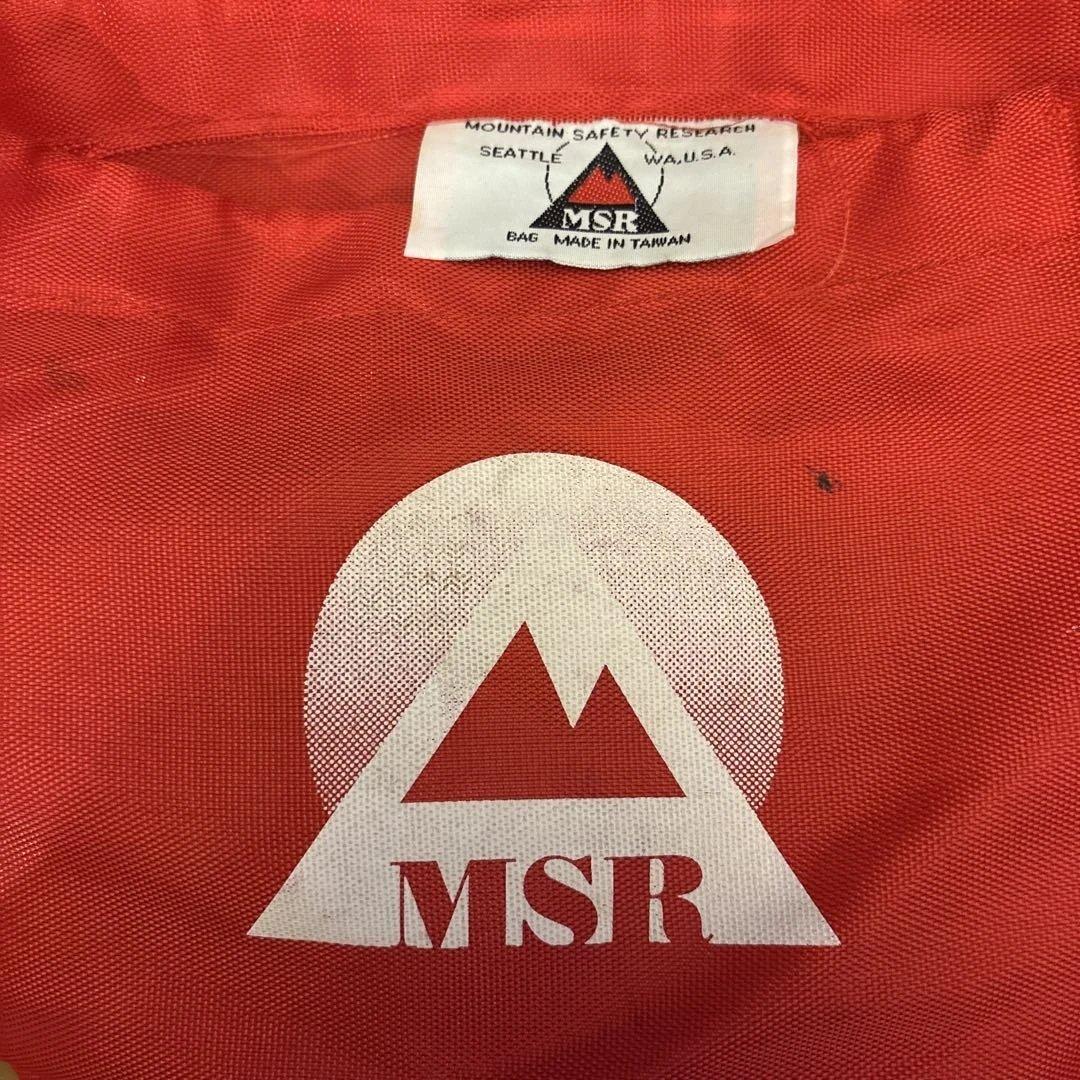 MOUNTAIN SAFETY RESEARCH
SEATTLE WA, U.S.A.
MSR
BAG MADE IN TAIWAN
MSR